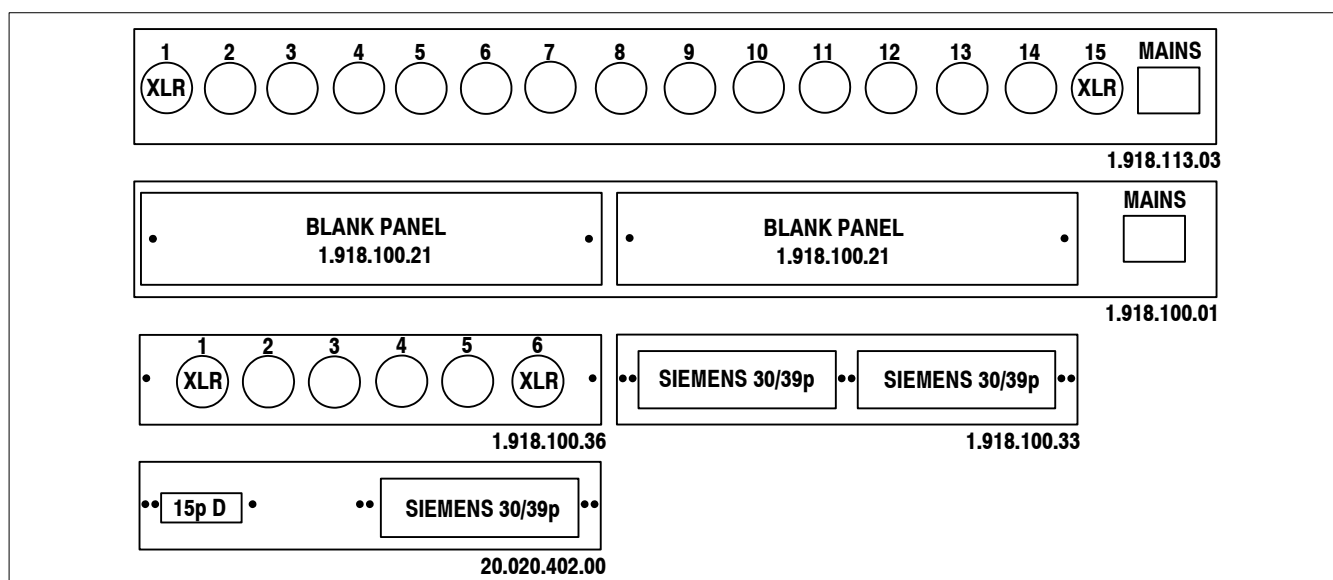 1 2 3 4 5 6 7 8 9 10 11 12 13 14 15 MAINS
XLR XLR
1.918.113.03
MAINS
BLANK PANEL BLANK PANEL
1.918.100.21 1.918.100.21
1.918.100.01
1 2 3 4 5 6
XLR XLR SIEMENS 30/39p SIEMENS 30/39p
1.918.100.36 1.918.100.33
15p D SIEMENS 30/39p
20.020.402.00